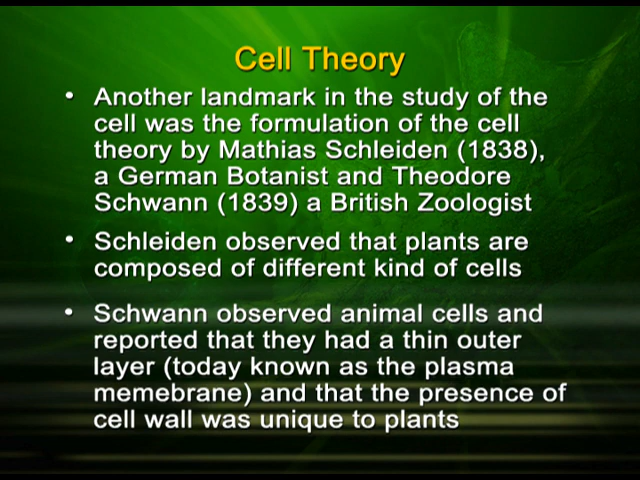 Cell Theory
• Another landmark in the study of the
cell was the formulation of the cell
theory by Mathias Schleiden (1838),
a German Botanist and Theodore
Schwann (1839) a British Zoologist
• Schleiden observed that plants are
composed of different kind of cells
• Schwann observed animal cells and
reported that they had a thin outer
layer (today known as the plasma
memebrane) and that the presence of
cell wall was unique to plants